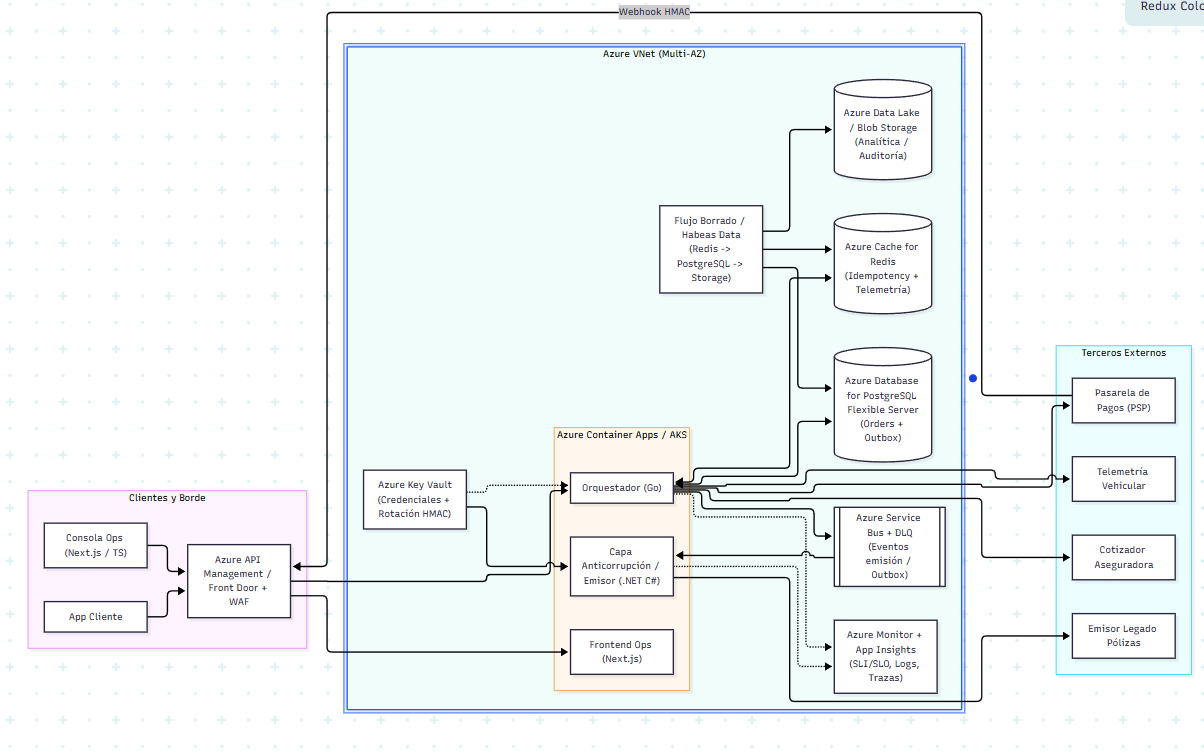 Redux Colo
Webhook HMAC
Azure VNet (Multi-AZ)
Azure Data Lake
/ Blob Storage
(Analítica /
Auditoría)
Flujo Borrado /
Habeas Data
(Redis ->
PostgreSQL ->
Storage)
Azure Cache for
Redis
(Idempotency +
Telemetría)
Azure Database
for PostgreSQL
Flexible Server
(Orders +
Outbox)
Terceros Externos
Pasarela de
Pagos (PSP)
Telemetría
Vehicular
Cotizador
Aseguradora
Emisor Legado
Pólizas
Azure Container Apps / AKS
Orquestador (Go)
Capa
Anticorrupción /
Emisor (.NET C#)
Frontend Ops
(Next.js)
Azure Key Vault
(Credenciales +
Rotación HMAC)
Azure Service
Bus + DLQ
(Eventos
emisión /
Outbox)
Azure Monitor +
App Insights
(SLI/SLO, Logs,
Trazas)
Clientes y Borde
Consola Ops
(Next.js / TS)
App Cliente
Azure API
Management /
Front Door +
WAF